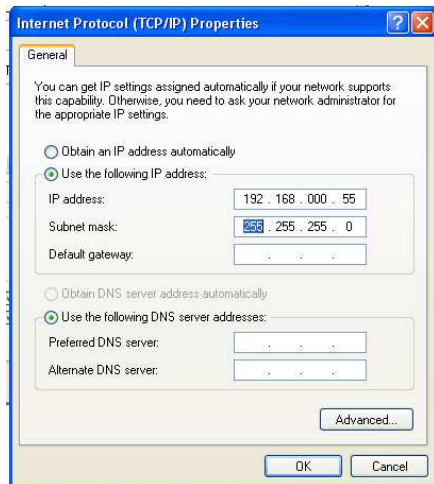 Internet Protocol (TCP/IP) Properties
General
You can get IP settings assigned automatically if your network supports
this capability. Otherwise, you need to ask your network administrator for
the appropriate IP settings.
Obtain an IP address automatically
Use the following IP address:
IP address: 192 . 168 . 000 . 55
Subnet mask: 255 . 255 . 255 . 0
Default gateway: . . .
Obtain DNS server address automatically
Use the following DNS server addresses:
Preferred DNS server: . . .
Alternate DNS server: . . .
Advanced...
OK Cancel